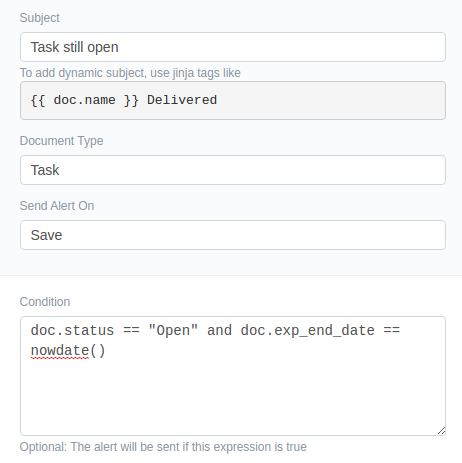 Subject
Task still open
To add dynamic subject, use jinja tags like
{{ doc.name }} Delivered
Document Type
Task
Send Alert On
Save
Condition
doc.status == "Open" and doc.exp_end_date ==
nowdate()
Optional: The alert will be sent if this expression is true